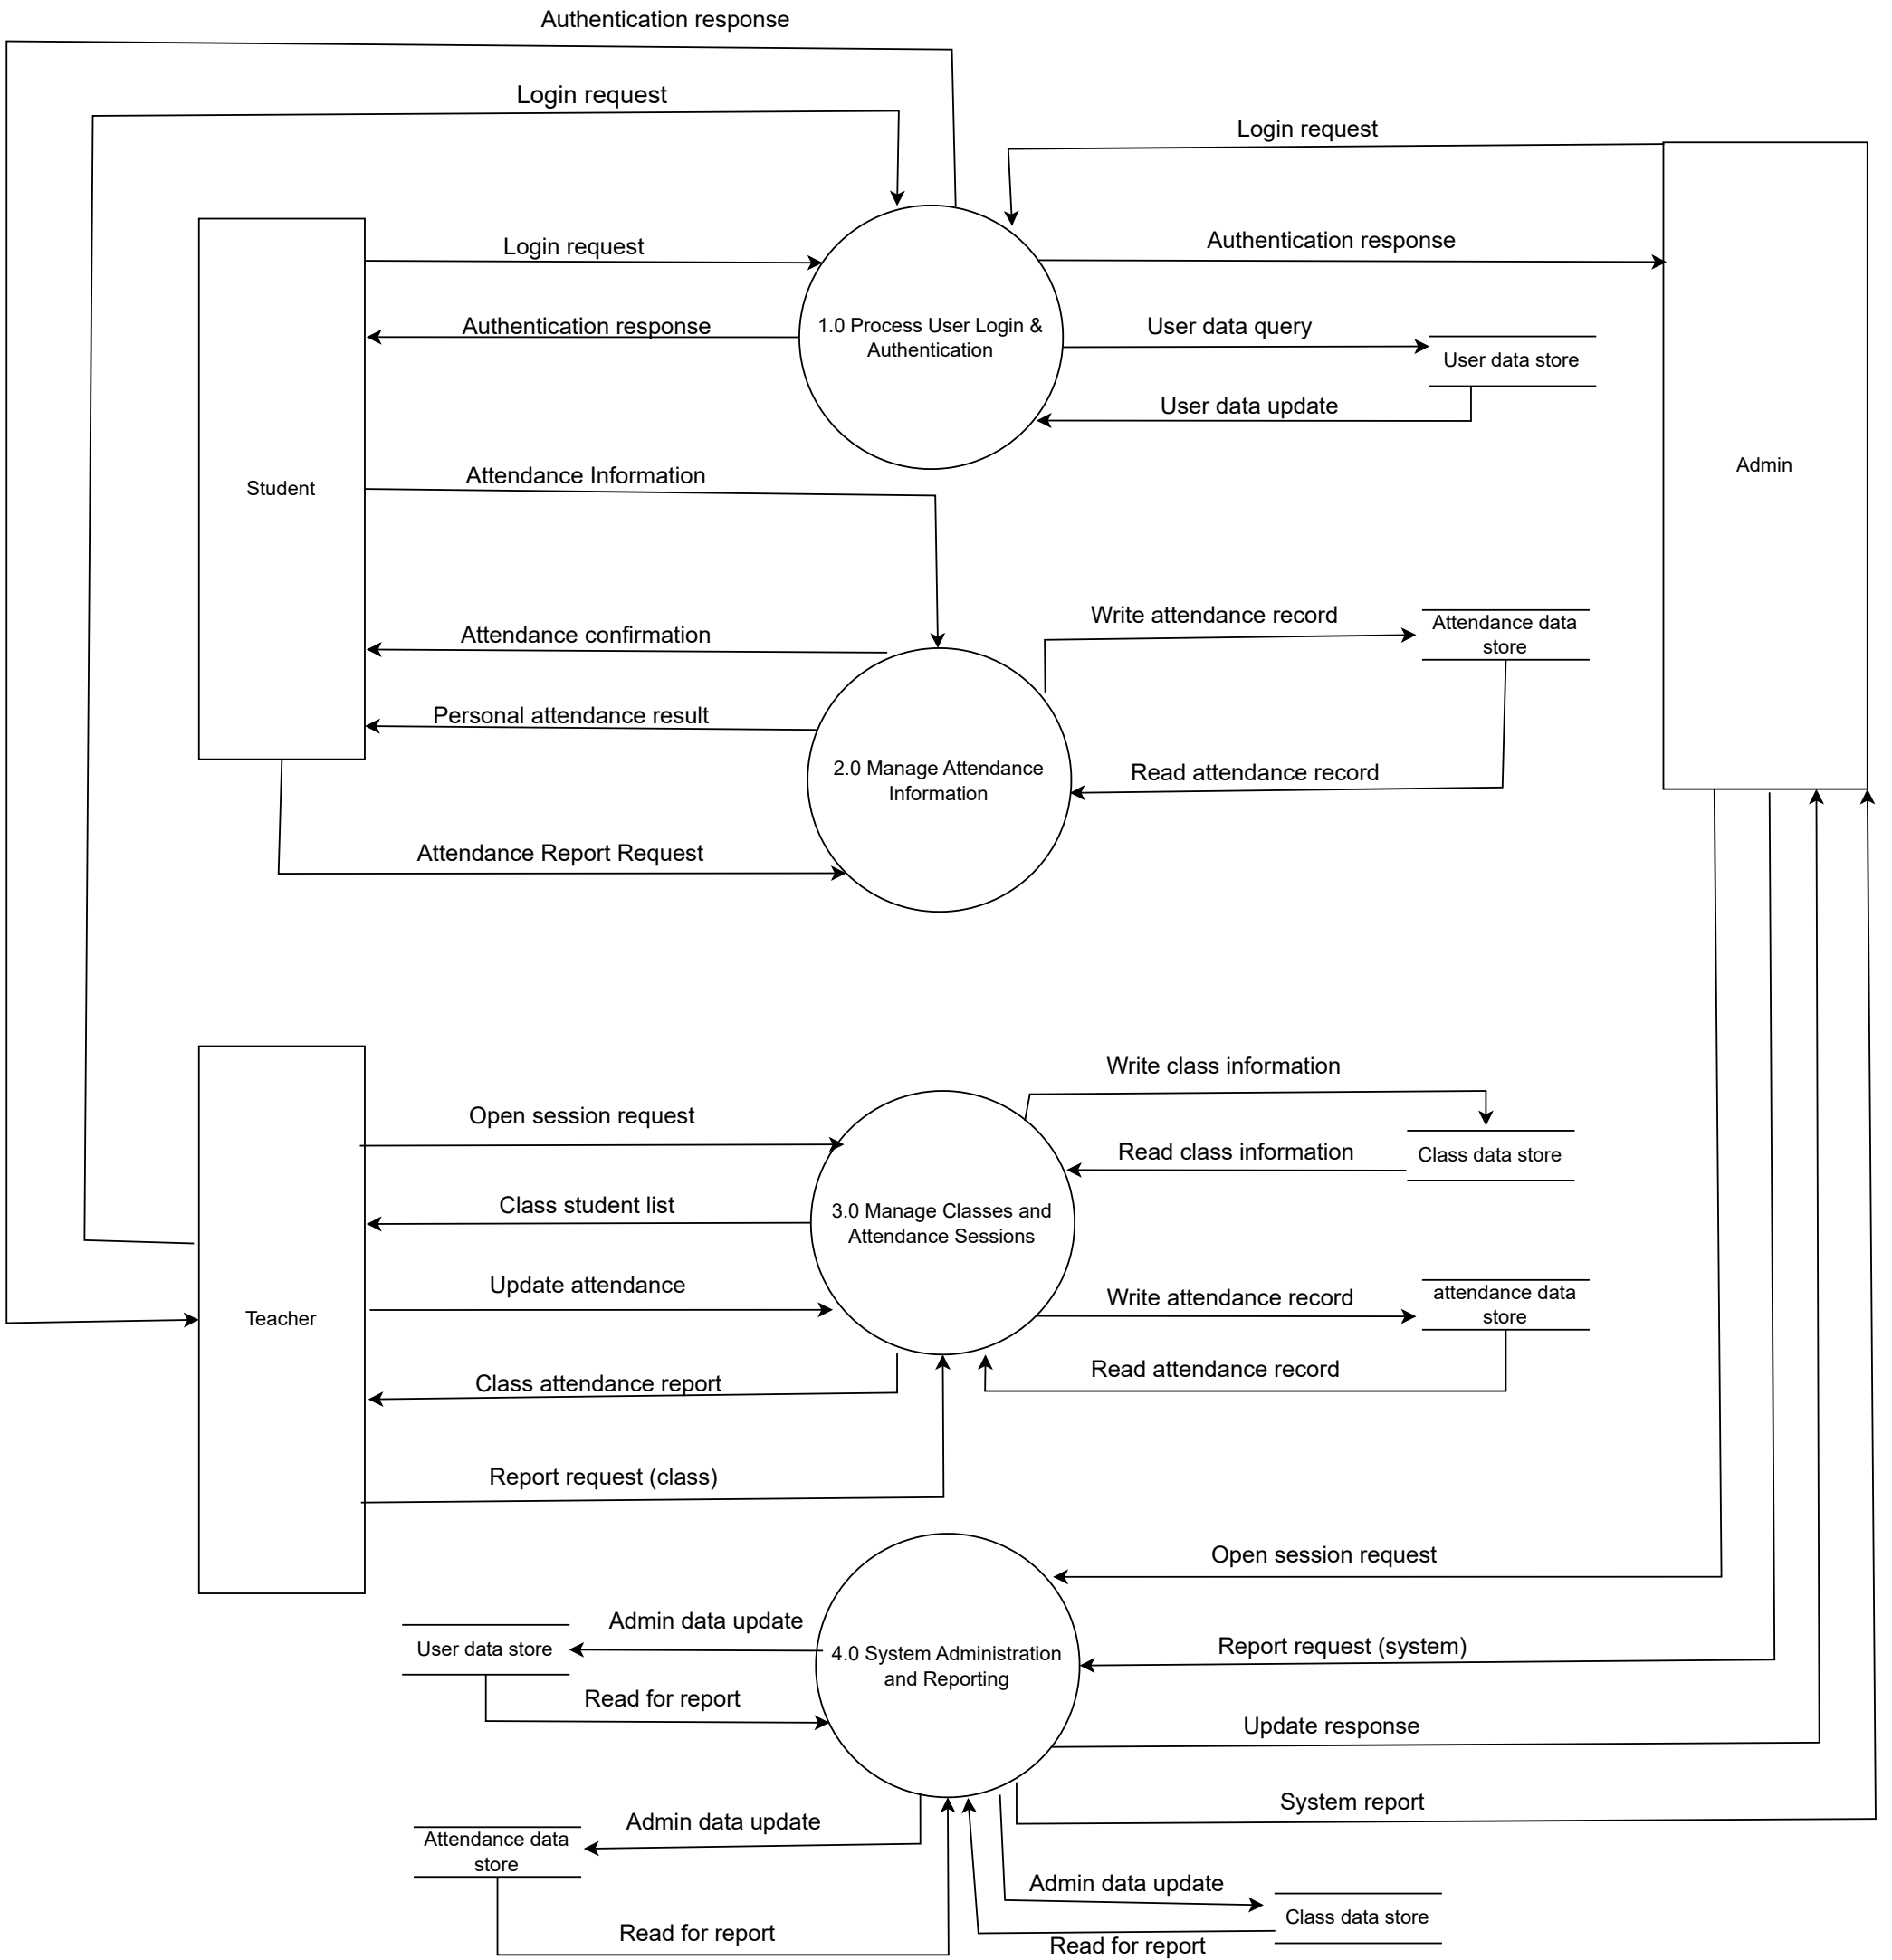 Authentication response
Login request
Login request
Login request
Authentication response
1.0 Process User Login &
Authentication
Authentication response
User data query
User data store
User data update
Admin
Student
Attendance Information
Write attendance record
Attendance data
store
Attendance confirmation
Personal attendance result
2.0 Manage Attendance
Information
Read attendance record
Attendance Report Request
Write class information
Open session request
Read class information
Class data store
Class student list
3.0 Manage Classes and
Attendance Sessions
Update attendance
Write attendance record
attendance data
store
Teacher
Read attendance record
Class attendance report
Report request (class)
Open session request
Admin data update
User data store
4.0 System Administration
and Reporting
Report request (system)
Read for report
Update response
System report
Admin data update
Attendance data
store
Admin data update
Class data store
Read for report
Read for report